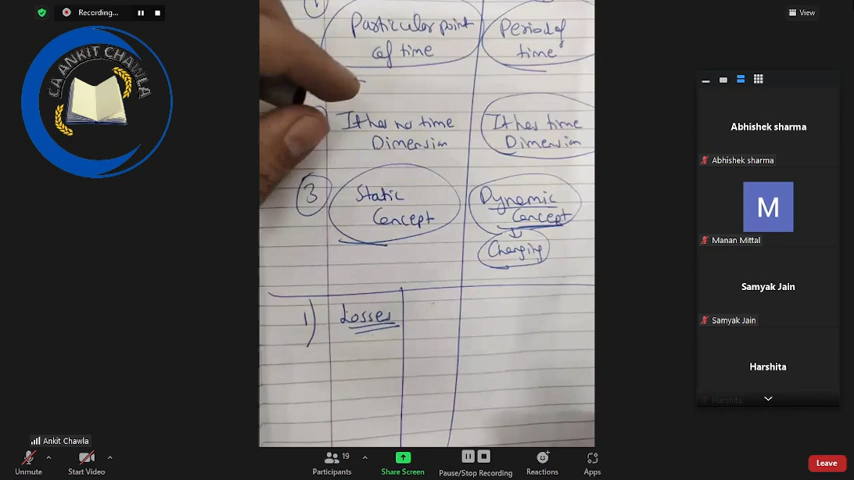 Recording...
View
CA ANKIT CHAWLA
1
Particular point
of time
Period of
time
It has no time
Dimension
It has time
Dimension
3
Static
Concept
Dynamic
Concept
Changing
1)
Losses
Abhishek sharma
Abhishek sharma
M
Manan Mittal
Samyak Jain
Samyak Jain
Harshita
Harshita
Ankit Chawla
Unmute
Start Video
19
Participants
Share Screen
Pause/Stop Recording
Reactions
Apps
Leave